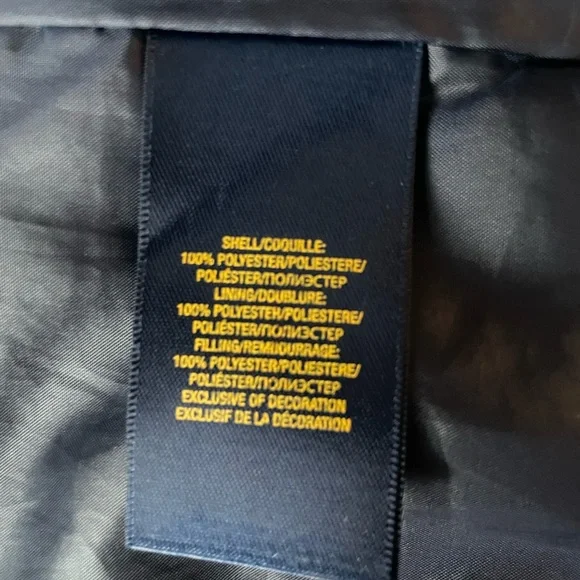 SHELL/COQUILLE:
100% POLYESTER/POLIESTERE/
POLIÉSTER/ПОЛИЭСТЕР
LINING/DOUBLURE:
100% POLYESTER/POLIESTERE/
POLIÉSTER/ПОЛИЭСТЕР
FILLING/REMBOURRAGE:
100% POLYESTER/POLIESTERE/
POLIÉSTER/ПОЛИЭСТЕР
EXCLUSIVE OF DECORATION
EXCLUSIF DE LA DÉCORATION